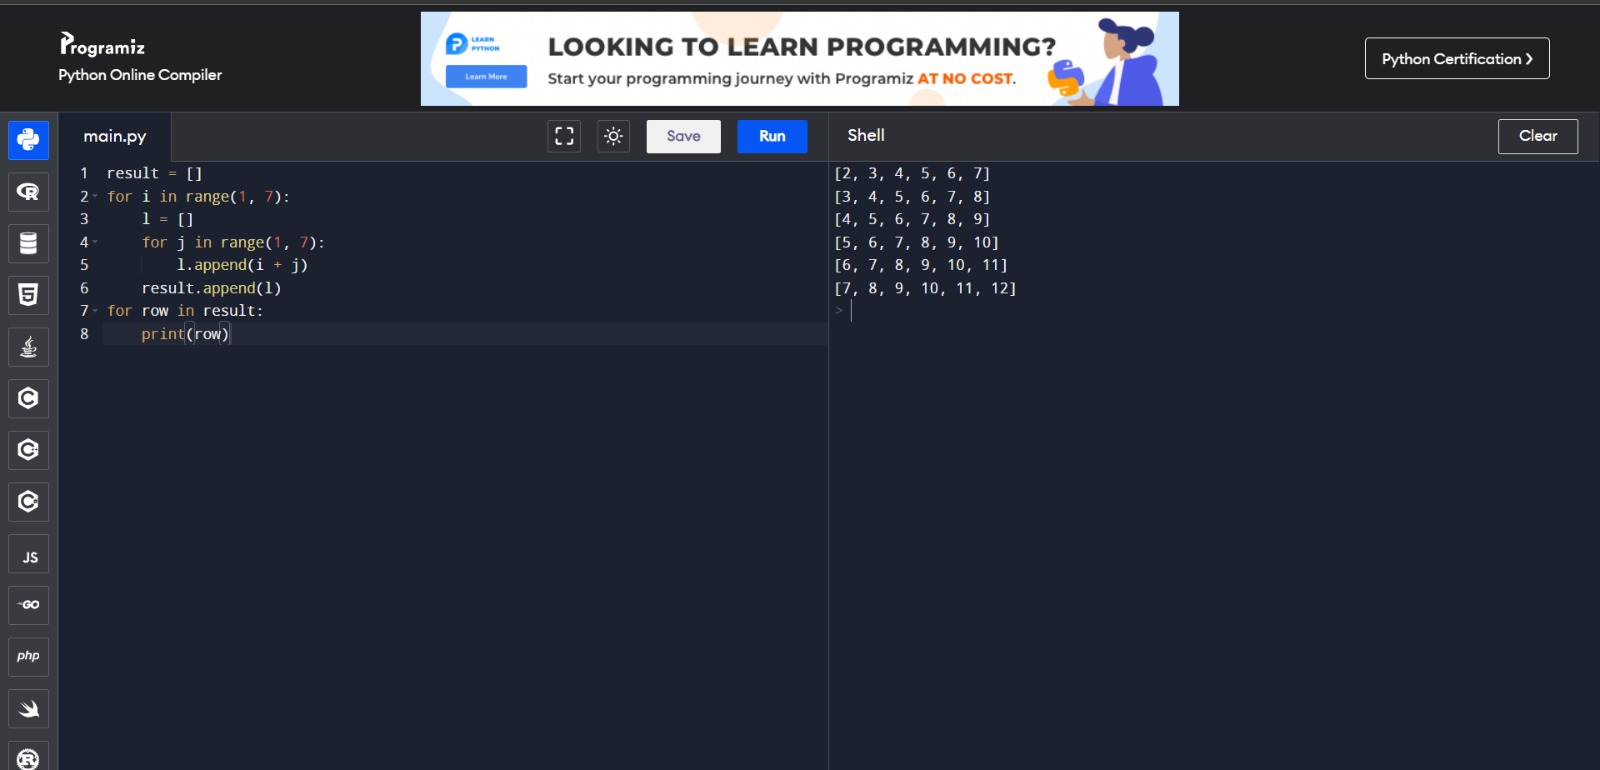 Programiz
Python Online Compiler
LEARN
PYTHON
Learn More
LOOKING TO LEARN PROGRAMMING?
Start your programming journey with Programiz AT NO COST.
Python Certification
main.py
Save
Run
Shell
Clear
1 result = []
2 for i in range(1, 7):
3     l = []
4     for j in range(1, 7):
5         l.append(i + j)
6     result.append(l)
7 for row in result:
8     print(row)
[2, 3, 4, 5, 6, 7]
[3, 4, 5, 6, 7, 8]
[4, 5, 6, 7, 8, 9]
[5, 6, 7, 8, 9, 10]
[6, 7, 8, 9, 10, 11]
[7, 8, 9, 10, 11, 12]
>
R
5
C
C
C
JS
GO
php
R